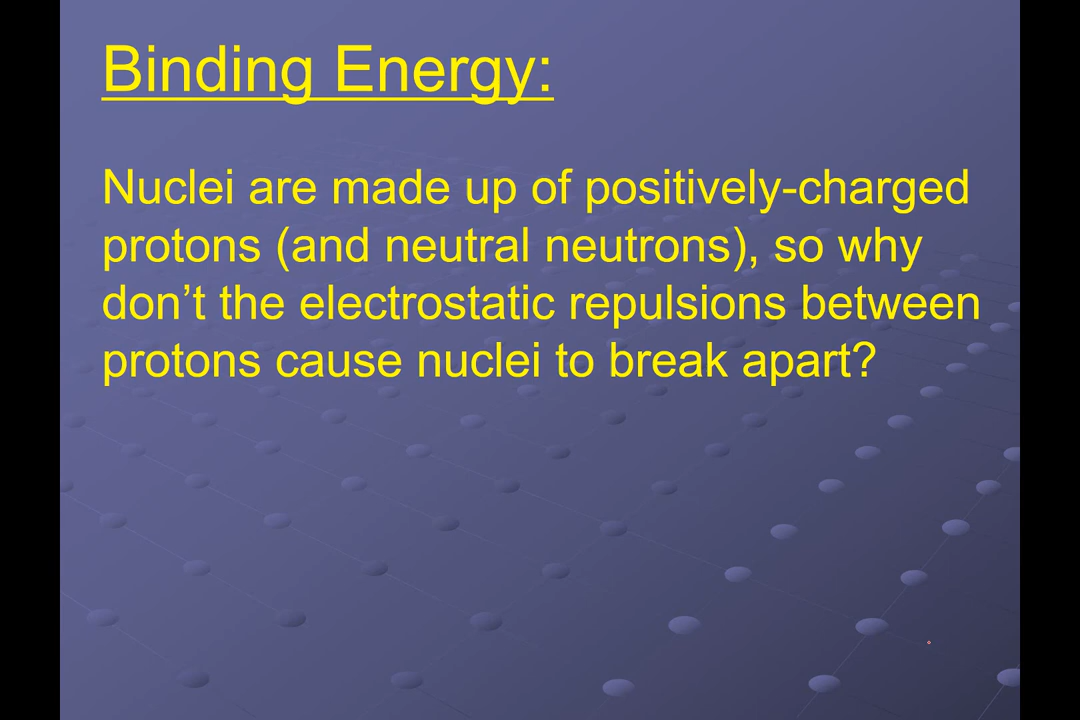 Binding Energy:
Nuclei are made up of positively-charged
protons (and neutral neutrons), so why
don’t the electrostatic repulsions between
protons cause nuclei to break apart?